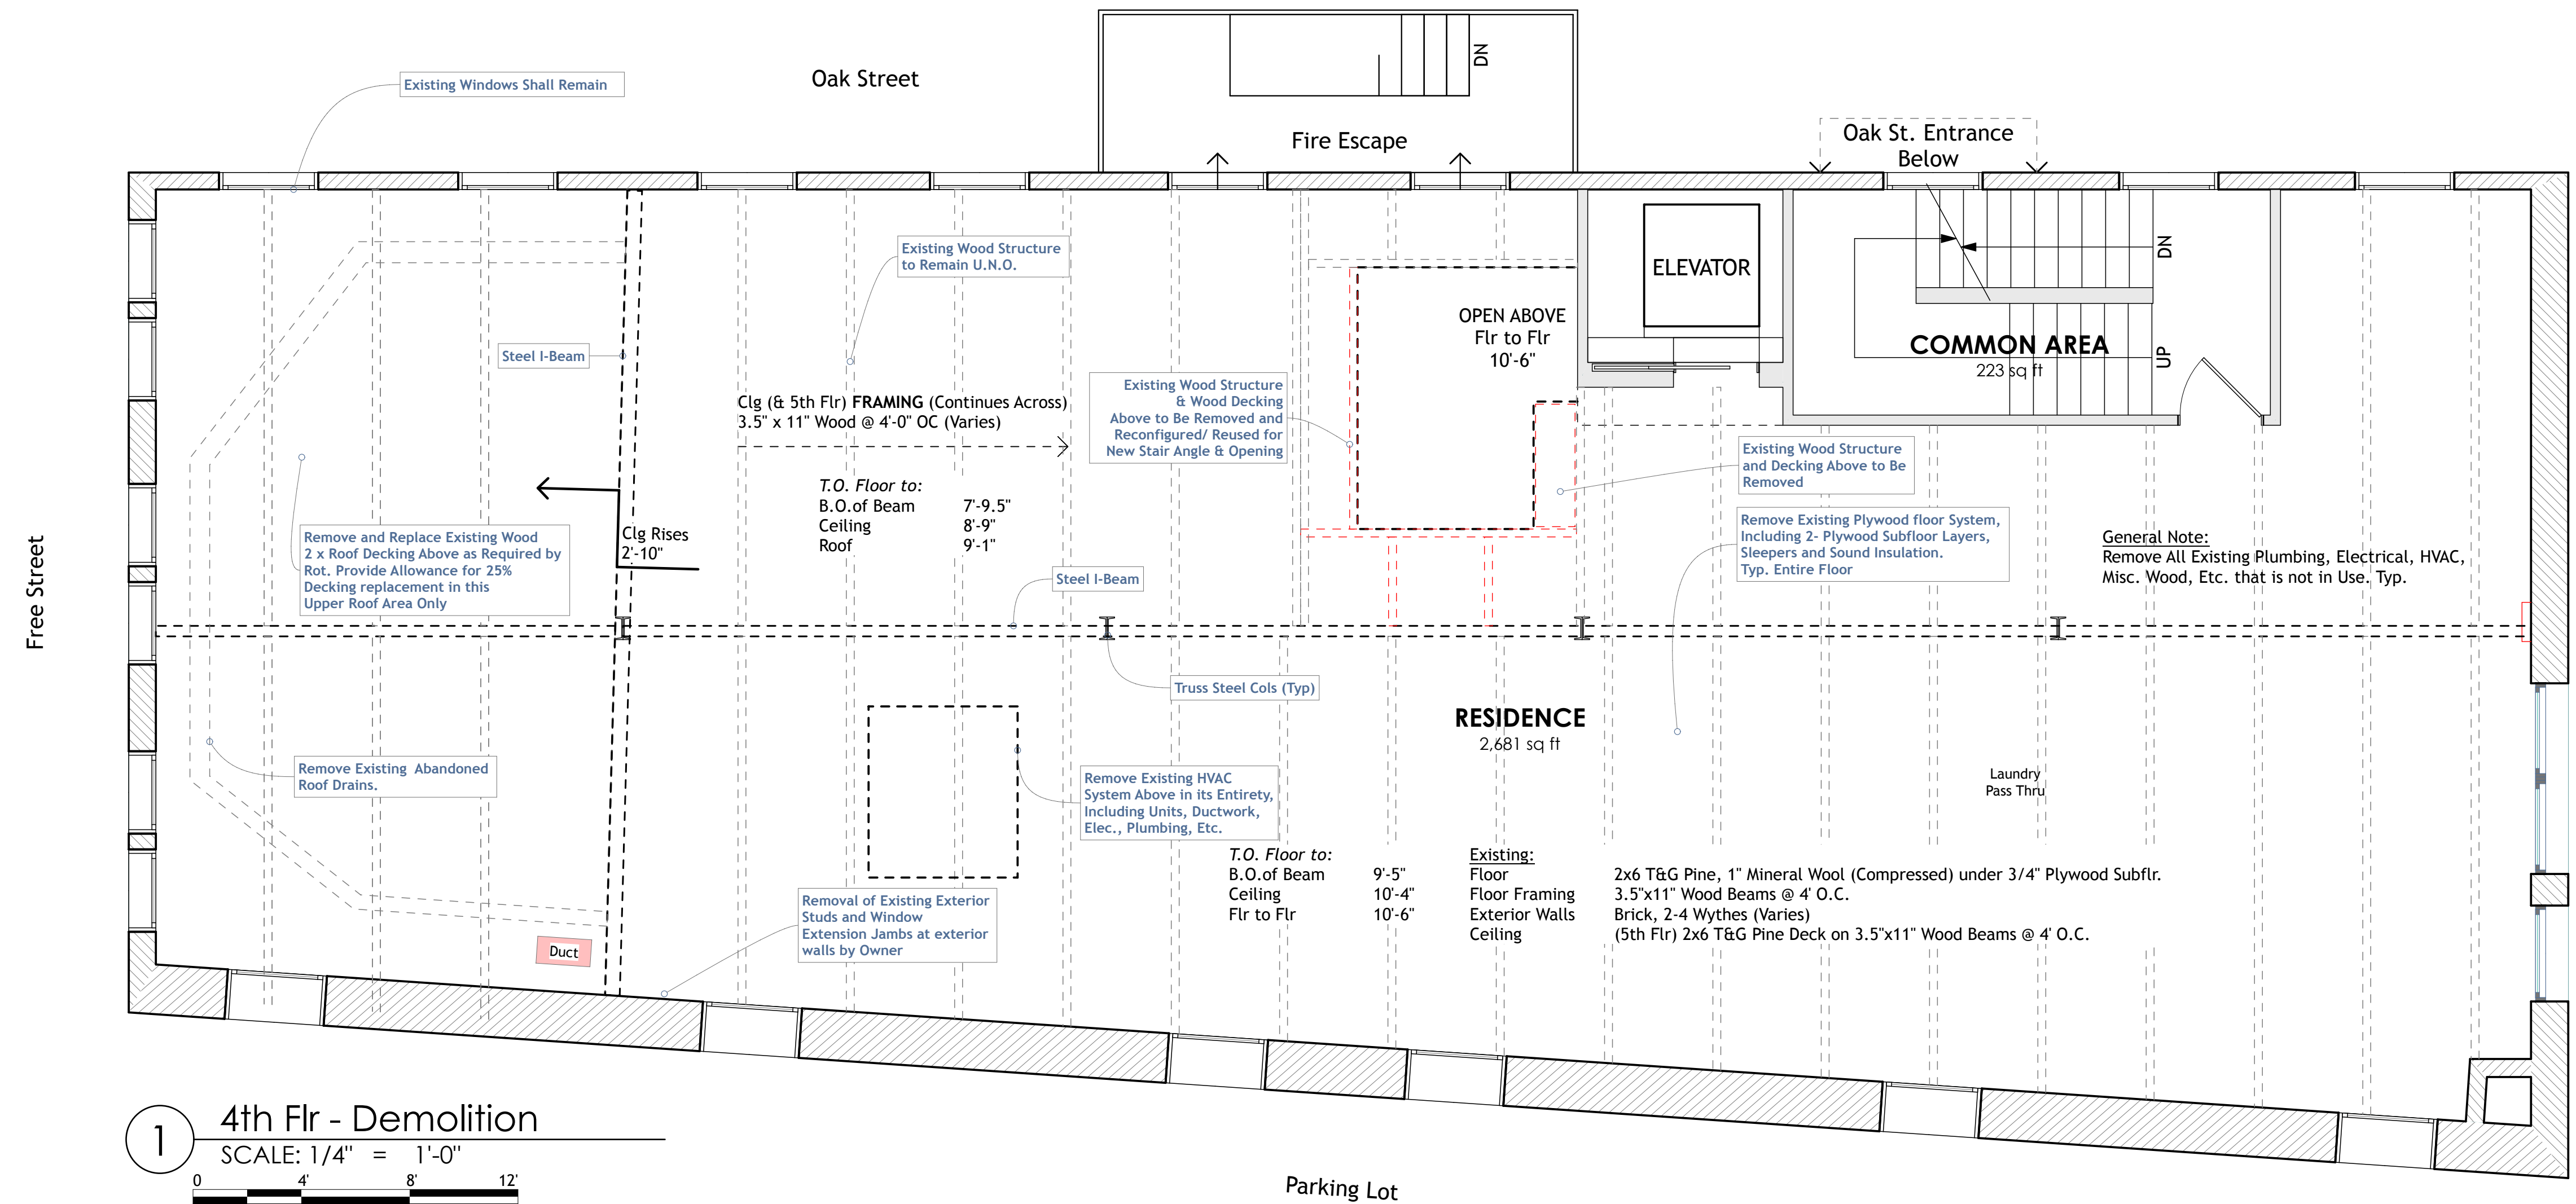 Oak Street
Existing Windows Shall Remain
DN
Fire Escape
Oak St. Entrance
Below
Existing Wood Structure
to Remain U.N.O.
ELEVATOR
DN
OPEN ABOVE
Flr to Flr
10'-6"
COMMON AREA
223 sq ft
UP
Steel I-Beam
Existing Wood Structure
& Wood Decking
Above to Be Removed and
Reconfigured/ Reused for
New Stair Angle & Opening
Clg (& 5th Flr) FRAMING (Continues Across)
3.5" x 11" Wood @ 4'-0" OC (Varies)
Existing Wood Structure
and Decking Above to Be
Removed
T.O. Floor to:
B.O.of Beam 7'-9.5"
Ceiling 8'-9"
Roof 9'-1"
Clg Rises
2'-10"
Remove and Replace Existing Wood
2 x Roof Decking Above as Required by
Rot. Provide Allowance for 25%
Decking replacement in this
Upper Roof Area Only
Remove Existing Plywood floor System,
Including 2- Plywood Subfloor Layers,
Sleepers and Sound Insulation.
Typ. Entire Floor
General Note:
Remove All Existing Plumbing, Electrical, HVAC,
Misc. Wood, Etc. that is not in Use. Typ.
Free Street
Steel I-Beam
Truss Steel Cols (Typ)
RESIDENCE
2,681 sq ft
Remove Existing Abandoned
Roof Drains.
Remove Existing HVAC
System Above in its Entirety,
Including Units, Ductwork,
Elec., Plumbing, Etc.
Laundry
Pass Thru
T.O. Floor to:
B.O.of Beam 9'-5"
Ceiling 10'-4"
Flr to Flr 10'-6"
Existing:
Floor 2x6 T&G Pine, 1" Mineral Wool (Compressed) under 3/4" Plywood Subflr.
Floor Framing 3.5"x11" Wood Beams @ 4' O.C.
Exterior Walls Brick, 2-4 Wythes (Varies)
Ceiling (5th Flr) 2x6 T&G Pine Deck on 3.5"x11" Wood Beams @ 4' O.C.
Removal of Existing Exterior
Studs and Window
Extension Jambs at exterior
walls by Owner
Duct
1
4th Flr - Demolition
SCALE: 1/4" = 1'-0"
0 4' 8' 12'
Parking Lot